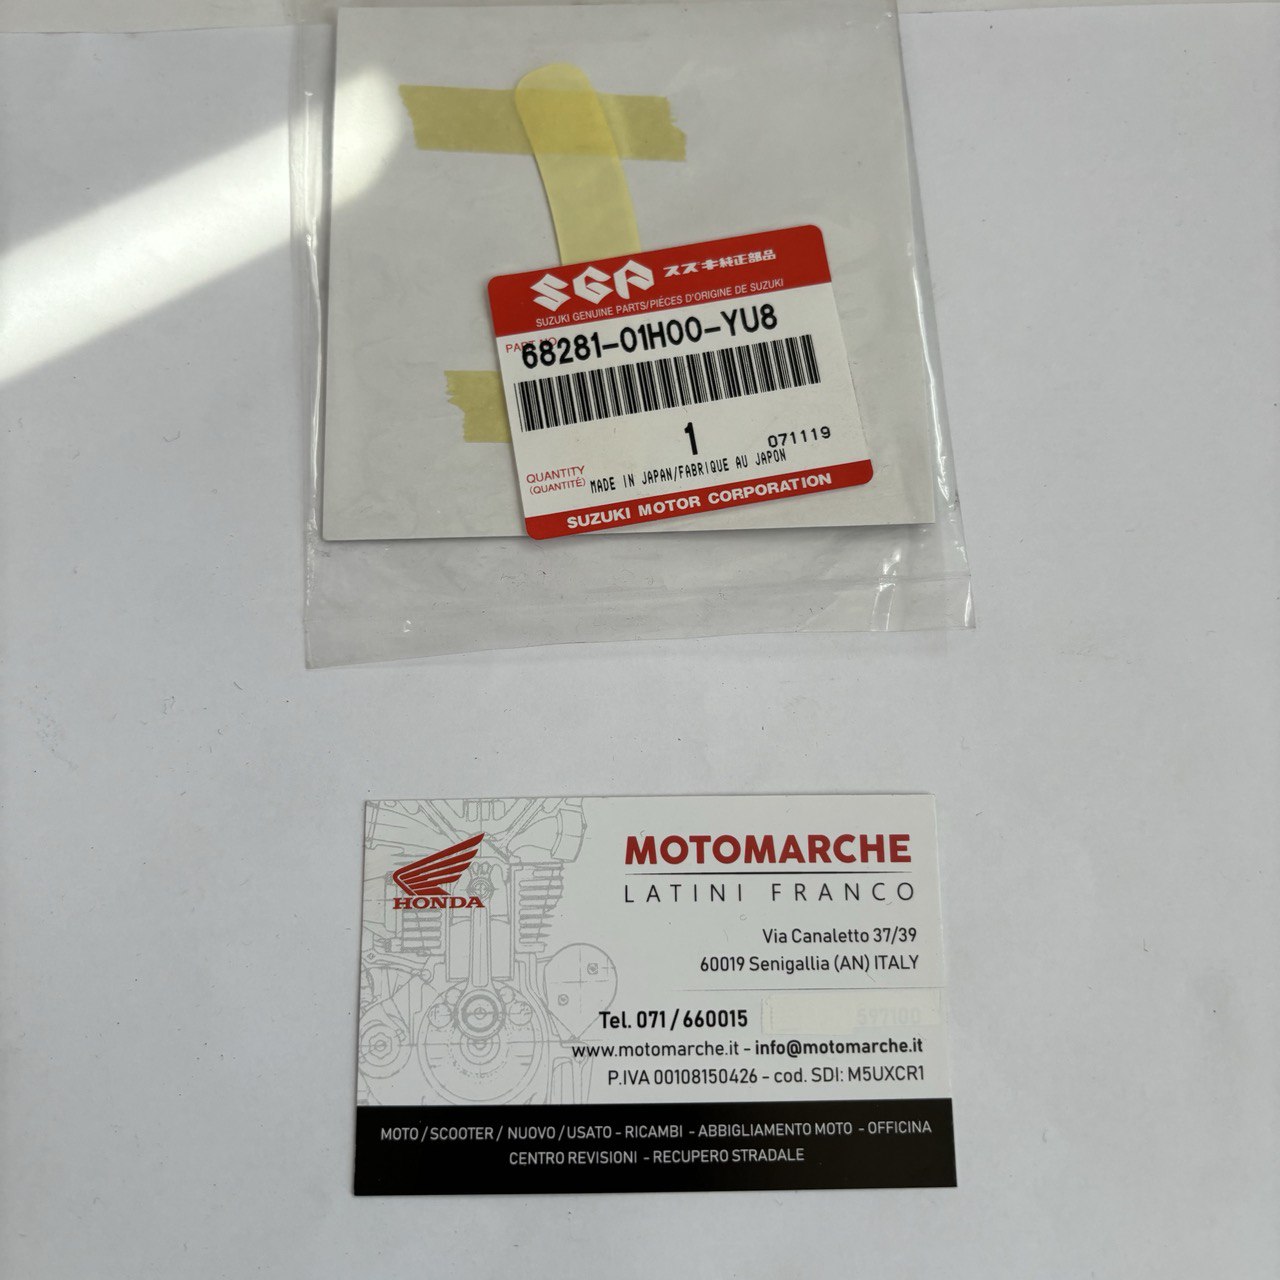 SGP スズキ純正部品
SUZUKI GENUINE PARTS/PIÉCES D'ORIGINE DE SUZUKI
PART NO.
68281-01H00-YU8
1
071119
QUANTITY
(QUANTITÉ)
MADE IN JAPAN/FABRIQUE AU JAPON
SUZUKI MOTOR CORPORATION
HONDA
MOTOMARCHE
LATINI FRANCO
Via Canaletto 37/39
60019 Senigallia (AN) ITALY
Tel. 071 / 660015 597100
www.motomarche.it - info@motomarche.it
P.IVA 00108150426 - cod. SDI: M5UXCR1
MOTO / SCOOTER / NUOVO / USATO - RICAMBI - ABBIGLIAMENTO MOTO - OFFICINA
CENTRO REVISIONI - RECUPERO STRADALE